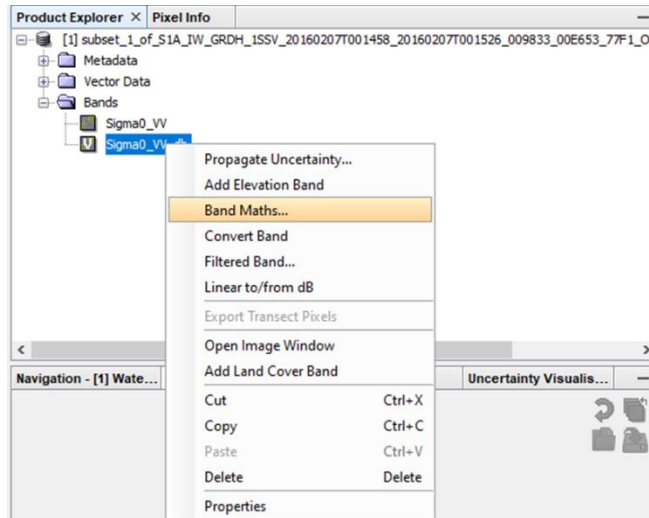 Product Explorer × Pixel Info
[1] subset_1_of_S1A_IW_GRDH_1SSV_20160207T001458_20160207T001526_009833_00E653_77F1_O
Metadata
Vector Data
Bands
Sigma0_VV
Sigma0_VV_db
Propagate Uncertainty...
Add Elevation Band
Band Maths...
Convert Band
Filtered Band...
Linear to/from dB
Export Transect Pixels
Open Image Window
Add Land Cover Band
Navigation - [1] Wate... Uncertainty Visualis...
Cut Ctrl+X
Copy Ctrl+C
Paste Ctrl+V
Delete Delete
Properties